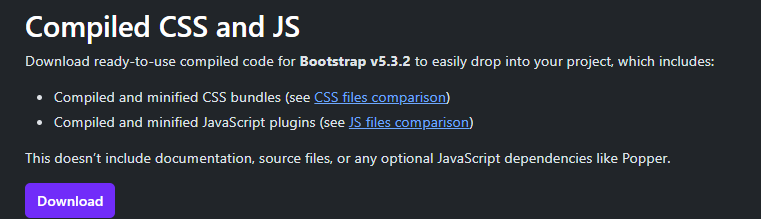 Compiled CSS and JS
Download ready-to-use compiled code for Bootstrap v5.3.2 to easily drop into your project, which includes:
• Compiled and minified CSS bundles (see CSS files comparison)
• Compiled and minified JavaScript plugins (see JS files comparison)
This doesn’t include documentation, source files, or any optional JavaScript dependencies like Popper.
Download